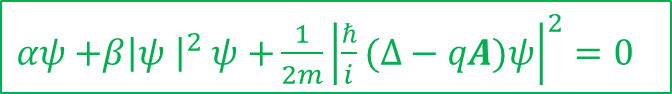 αψ +β|ψ |² ψ + 1/2m |ħ/i (Δ − qA)ψ|² = 0